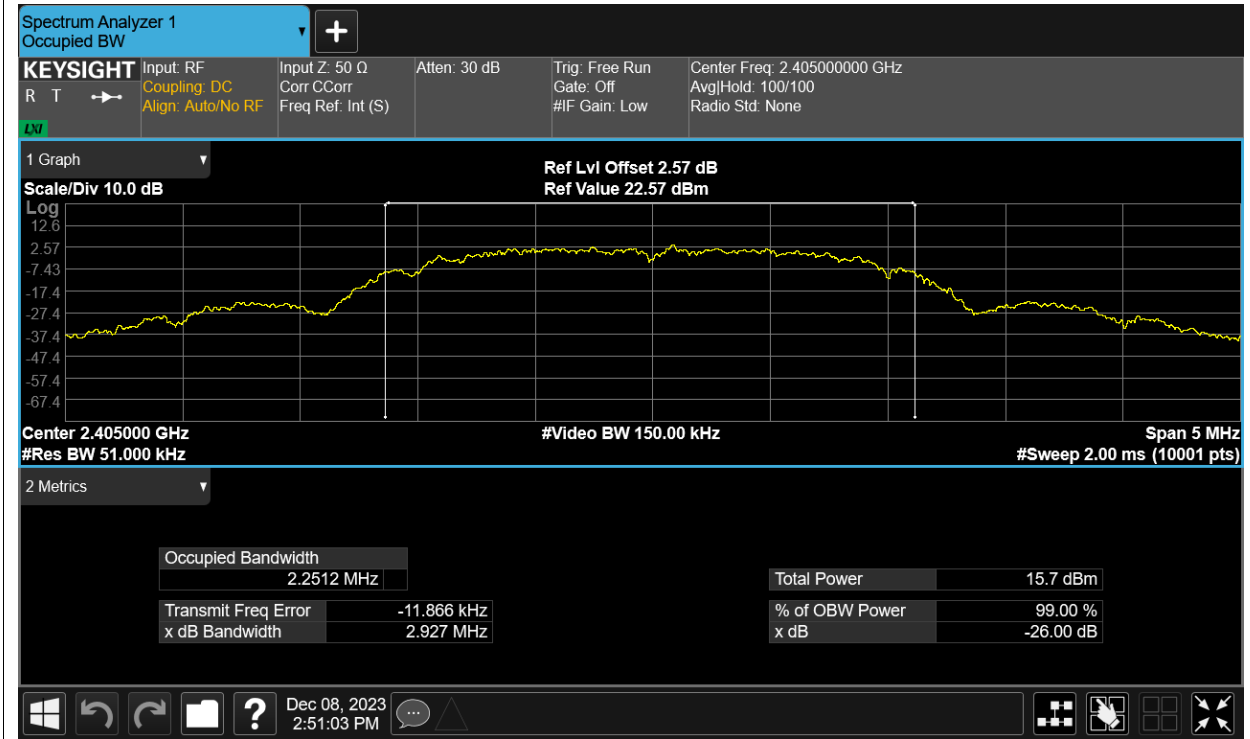 Spectrum Analyzer 1
Occupied BW
KEYSIGHT
R T
LXI
Input: RF
Coupling: DC
Align: Auto/No RF
Input Z: 50 Ω
Corr CCorr
Freq Ref: Int (S)
Atten: 30 dB
Trig: Free Run
Gate: Off
#IF Gain: Low
Center Freq: 2.405000000 GHz
Avg|Hold: 100/100
Radio Std: None
1 Graph
Scale/Div 10.0 dB
Ref Lvl Offset 2.57 dB
Ref Value 22.57 dBm
Log
12.6
2.57
-7.43
-17.4
-27.4
-37.4
-47.4
-57.4
-67.4
Center 2.405000 GHz
#Video BW 150.00 kHz
Span 5 MHz
#Res BW 51.000 kHz
#Sweep 2.00 ms (10001 pts)
2 Metrics
Occupied Bandwidth
2.2512 MHz
Total Power 15.7 dBm
Transmit Freq Error -11.866 kHz
% of OBW Power 99.00 %
x dB Bandwidth 2.927 MHz
x dB -26.00 dB
?
Dec 08, 2023
2:51:03 PM